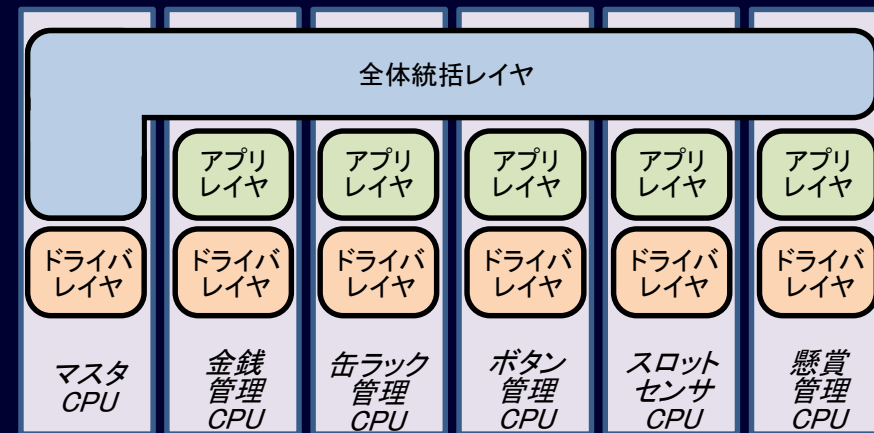 全体統括レイヤ
アプリ
レイヤ
アプリ
レイヤ
アプリ
レイヤ
アプリ
レイヤ
アプリ
レイヤ
ドライバ
レイヤ
ドライバ
レイヤ
ドライバ
レイヤ
ドライバ
レイヤ
ドライバ
レイヤ
ドライバ
レイヤ
マスタ
CPU
金銭
管理
CPU
缶ラック
管理
CPU
ボタン
管理
CPU
スロット
センサ
CPU
懸賞
管理
CPU